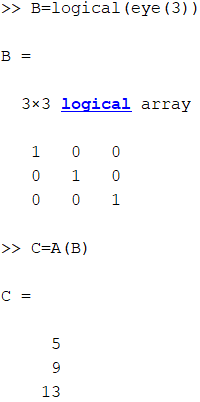 >> B=logical(eye(3))
B =
3×3 logical array
1 0 0
0 1 0
0 0 1
>> C=A(B)
C =
5
9
13